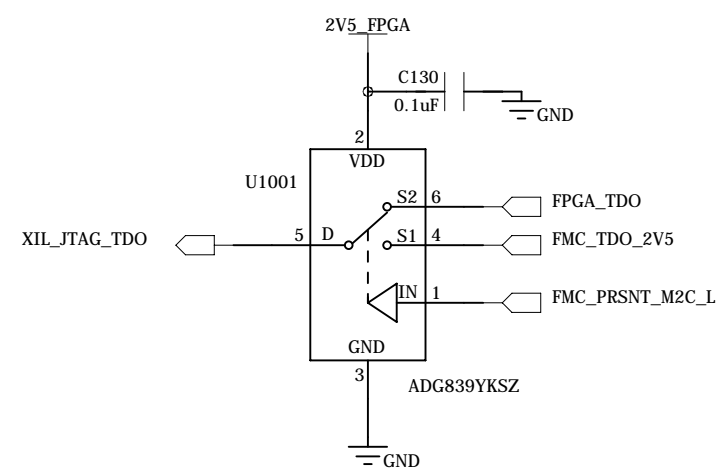 2V5_FPGA
C130
0.1uF
GND
2
VDD
U1001
S2 6 FPGA_TDO
XIL_JTAG_TDO 5 D S1 4 FMC_TDO_2V5
IN 1 FMC_PRSNT_M2C_L
GND
3
ADG839YKSZ
GND